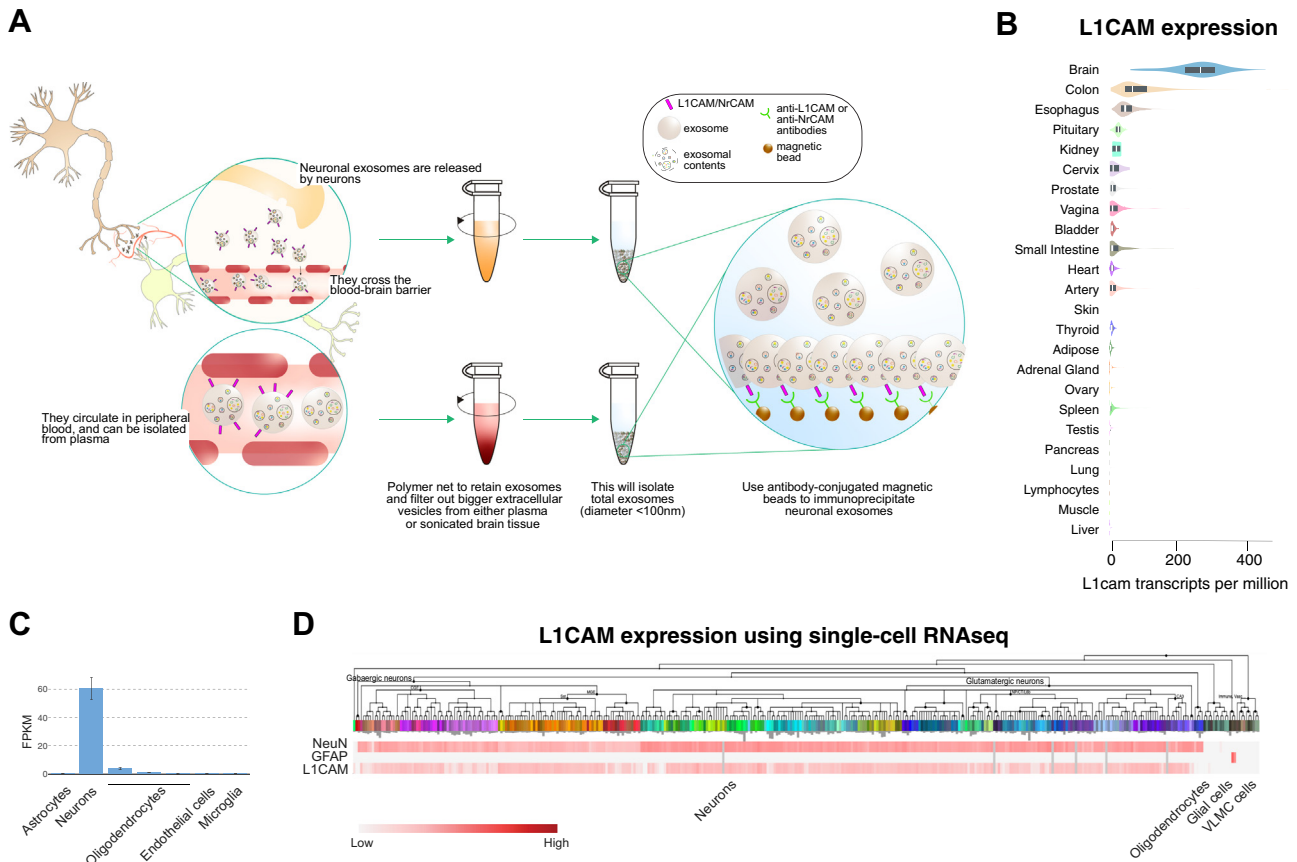 A
L1CAM/NrCAM
exosome
exosomal
contents
anti-L1CAM or
anti-NrCAM
antibodies
magnetic
bead
Neuronal exosomes are released
by neurons
They cross the
blood-brain barrier
They circulate in peripheral
blood, and can be isolated
from plasma
Polymer net to retain exosomes
and filter out bigger extracellular
vesicles from either plasma
or sonicated brain tissue
This will isolate
total exosomes
(diameter <100nm)
Use antibody-conjugated magnetic
beads to immunoprecipitate
neuronal exosomes
B
L1CAM expression
Brain
Colon
Esophagus
Pituitary
Kidney
Cervix
Prostate
Vagina
Bladder
Small Intestine
Heart
Artery
Skin
Thyroid
Adipose
Adrenal Gland
Ovary
Spleen
Testis
Pancreas
Lung
Lymphocytes
Muscle
Liver
0 200 400
L1cam transcripts per million
C
FPKM
60
40
20
0
Astrocytes
Neurons
Oligodendrocytes
Endothelial cells
Microglia
D
L1CAM expression using single-cell RNAseq
Gabaergic neurons
Glutamatergic neurons
NeuN
GFAP
L1CAM
Neurons
Oligodendrocytes
Glial cells
VLMC cells
Low High